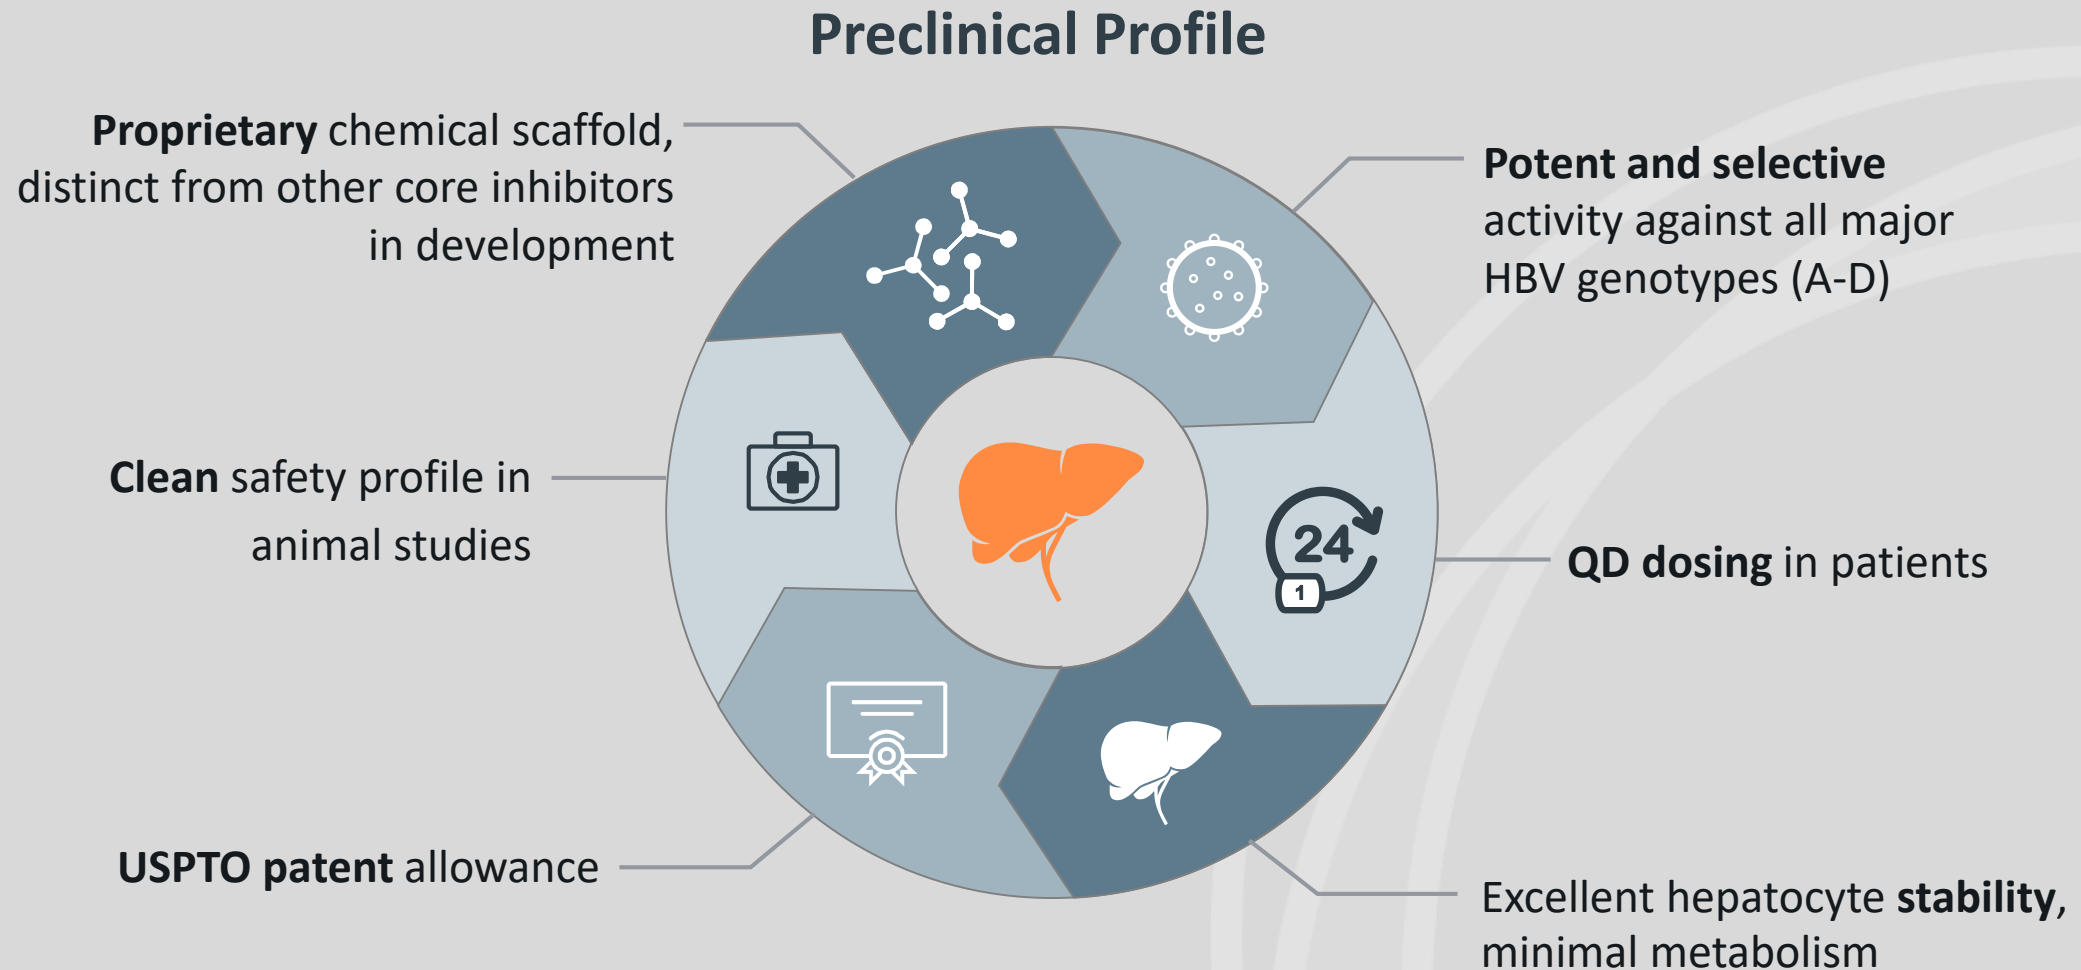 Preclinical Profile
Proprietary chemical scaffold,
distinct from other core inhibitors
in development
Potent and selective
activity against all major
HBV genotypes (A-D)
Clean safety profile in
animal studies
24
1
QD dosing in patients
USPTO patent allowance
Excellent hepatocyte stability,
minimal metabolism